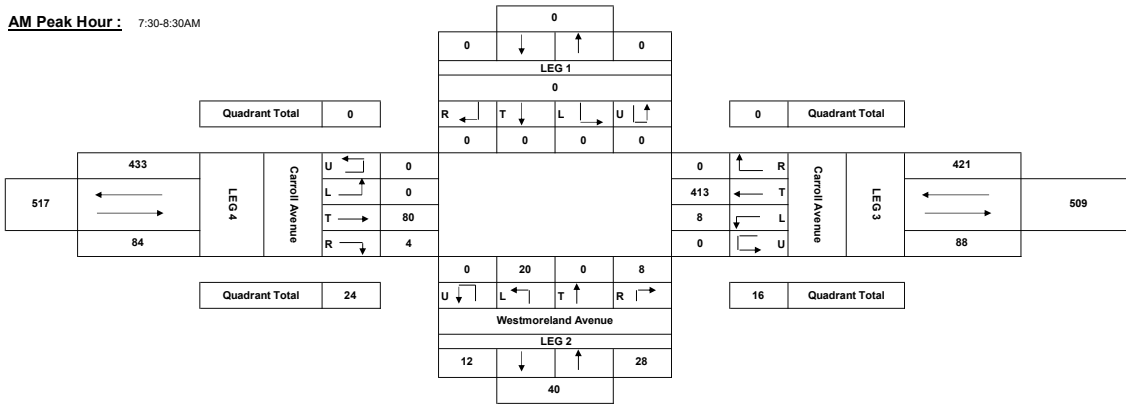 AM Peak Hour : 7:30-8:30AM
0
0 0
LEG 1
0
Quadrant Total 0
R T L U
0 Quadrant Total
0 0 0 0
433
LEG 4
Carroll Avenue
U 0
L 0
T 80
R 4
517
84
0 R
413 T
8 L
0 U
Carroll Avenue
LEG 3
421
509
88
0 20 0 8
Quadrant Total 24
U L T R
16 Quadrant Total
Westmoreland Avenue
LEG 2
12 28
40